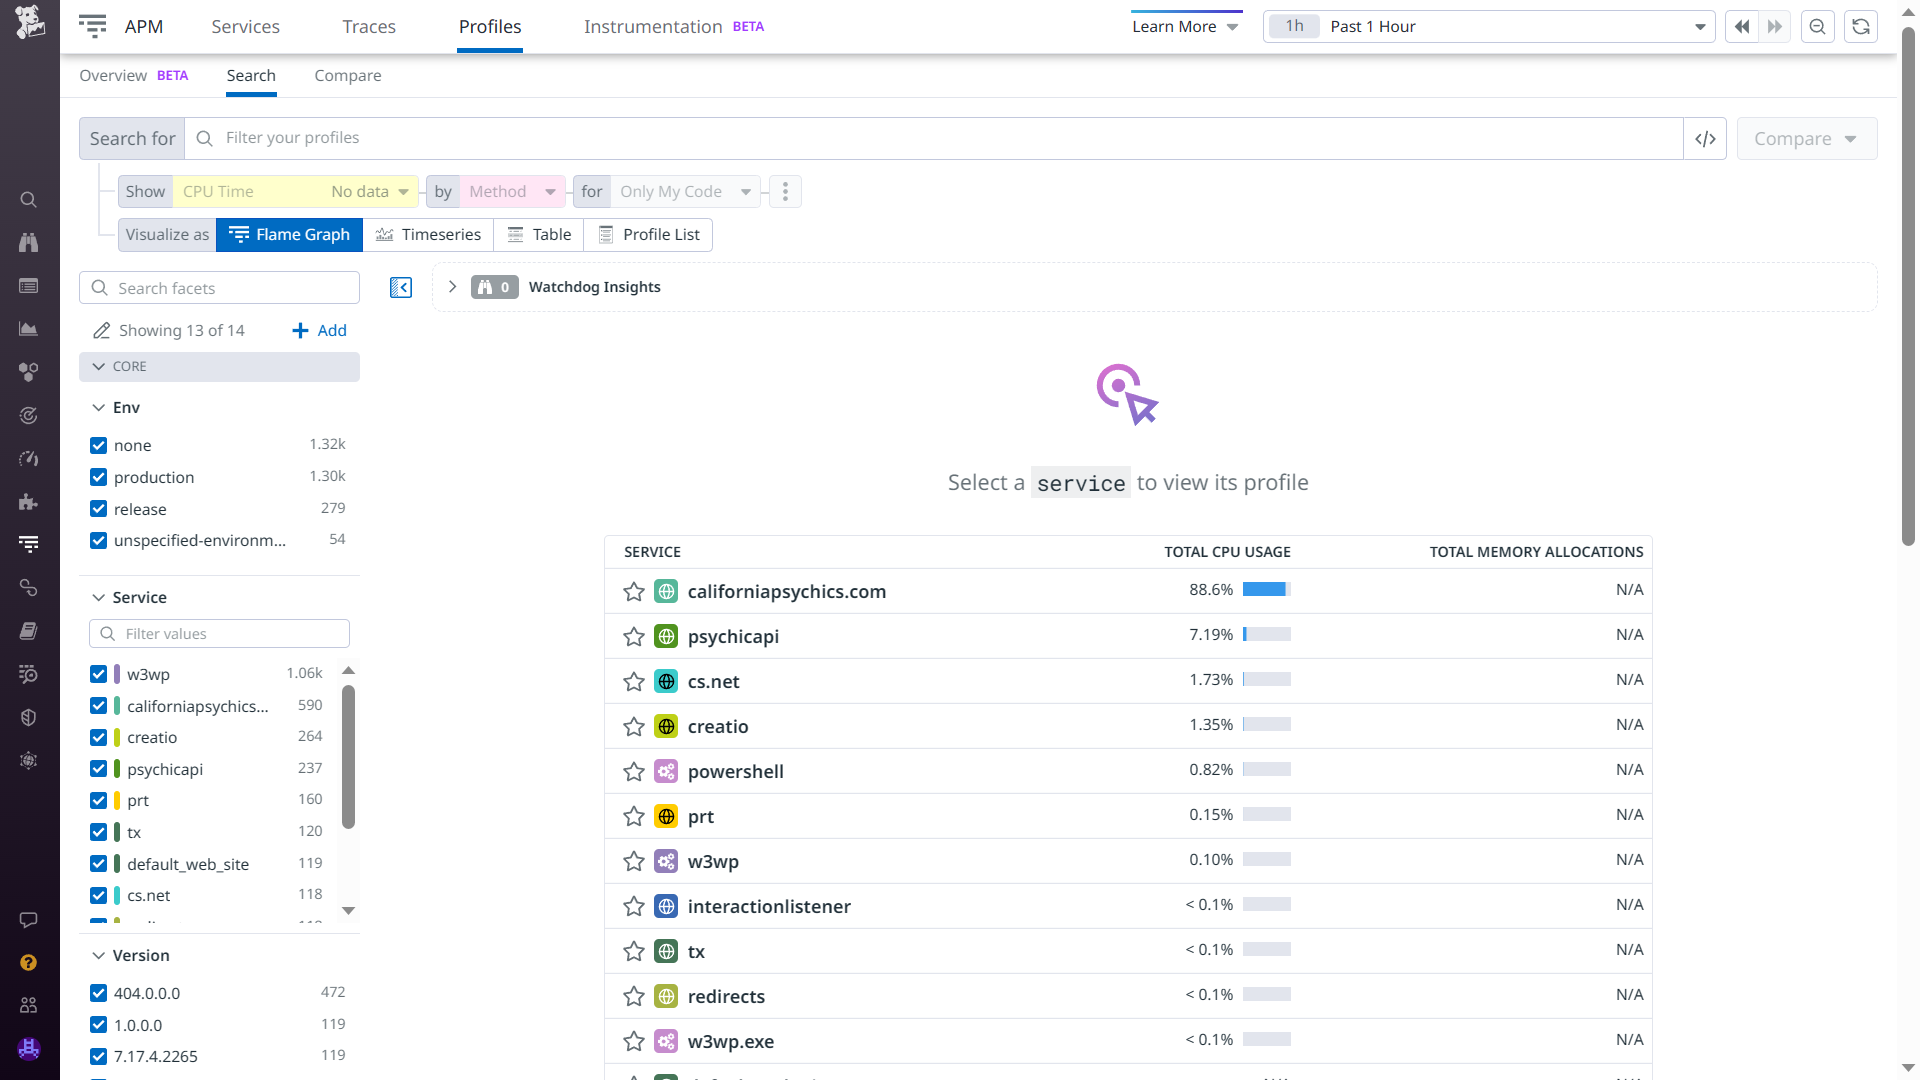 APM
Services
Traces
Profiles
Instrumentation BETA
Learn More
1h Past 1 Hour
Overview BETA
Search
Compare
Search for
Filter your profiles
</>
Compare
Show CPU Time No data by Method for Only My Code
Visualize as Flame Graph Timeseries Table Profile List
Search facets
0 Watchdog Insights
Showing 13 of 14
Add
CORE
Env
none 1.32k
production 1.30k
release 279
unspecified-environm... 54
Service
Filter values
w3wp 1.06k
californiapsychics... 590
creatio 264
psychicapi 237
prt 160
tx 120
default_web_site 119
cs.net 118
Version
404.0.0.0 472
1.0.0.0 119
7.17.4.2265 119
Select a service to view its profile
SERVICE TOTAL CPU USAGE TOTAL MEMORY ALLOCATIONS
californiapsychics.com 88.6% N/A
psychicapi 7.19% N/A
cs.net 1.73% N/A
creatio 1.35% N/A
powershell 0.82% N/A
prt 0.15% N/A
w3wp 0.10% N/A
interactionlistener < 0.1% N/A
tx < 0.1% N/A
redirects < 0.1% N/A
w3wp.exe < 0.1% N/A